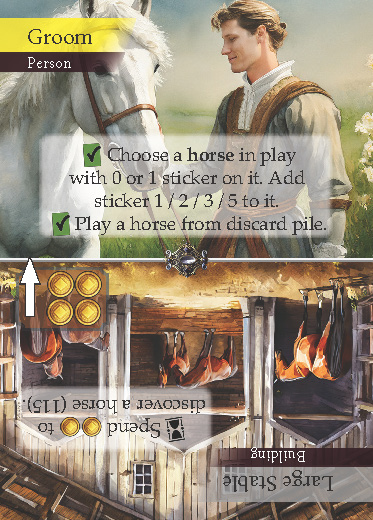 Groom
Person
Choose a horse in play
with 0 or 1 sticker on it. Add
sticker 1 / 2 / 3 / 5 to it.
Play a horse from discard pile.
Large Stable
Building
Spend to
discover a horse (115).